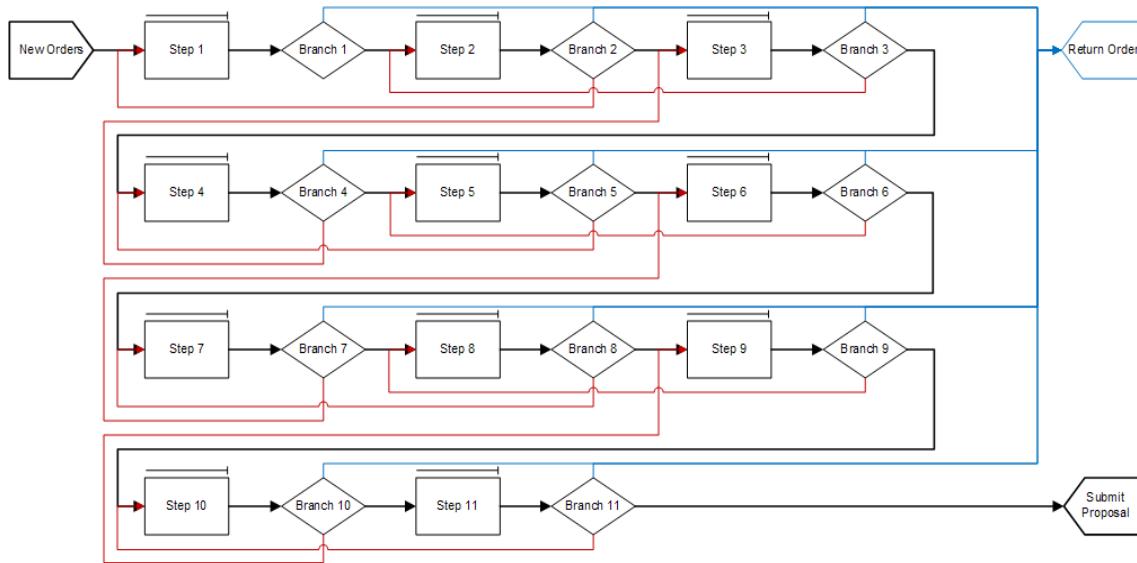 New Orders
Step 1
Branch 1
Step 2
Branch 2
Step 3
Branch 3
Return Order
Step 4
Branch 4
Step 5
Branch 5
Step 6
Branch 6
Step 7
Branch 7
Step 8
Branch 8
Step 9
Branch 9
Step 10
Branch 10
Step 11
Branch 11
Submit
Proposal